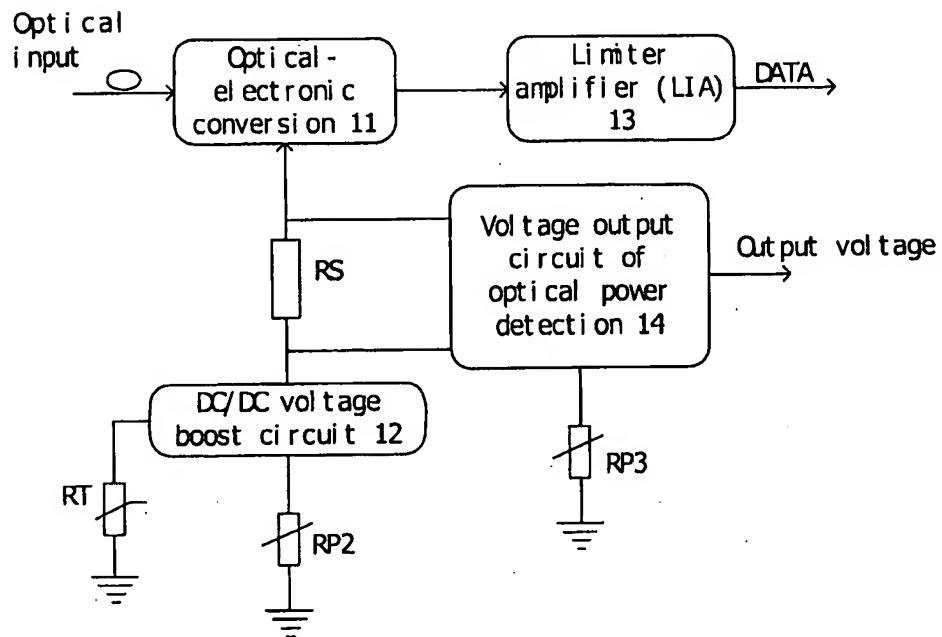 Optical
input
Optical-
electronic
conversion 11
Limiter
amplifier (LIA)
13
DATA
RS
Voltage output
circuit of
optical power
detection 14
Output voltage
DC/DC voltage
boost circuit 12
RT
RP2
RP3